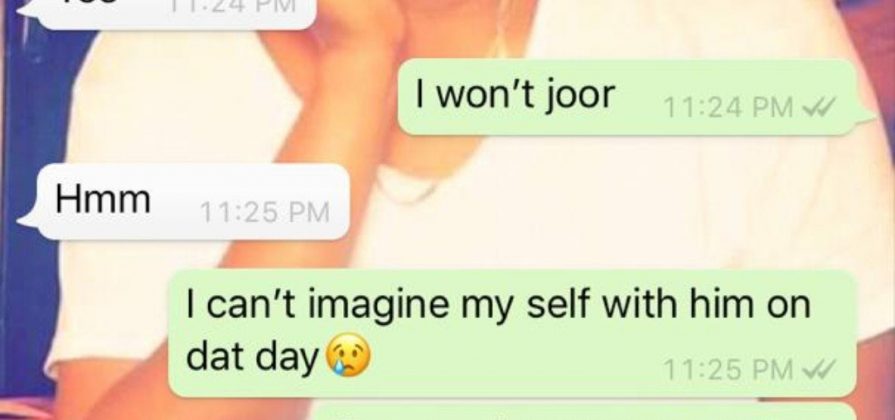 11:24 PM
I won't joor 11:24 PM
Hmm 11:25 PM
I can't imagine my self with him on
dat day😢 11:25 PM